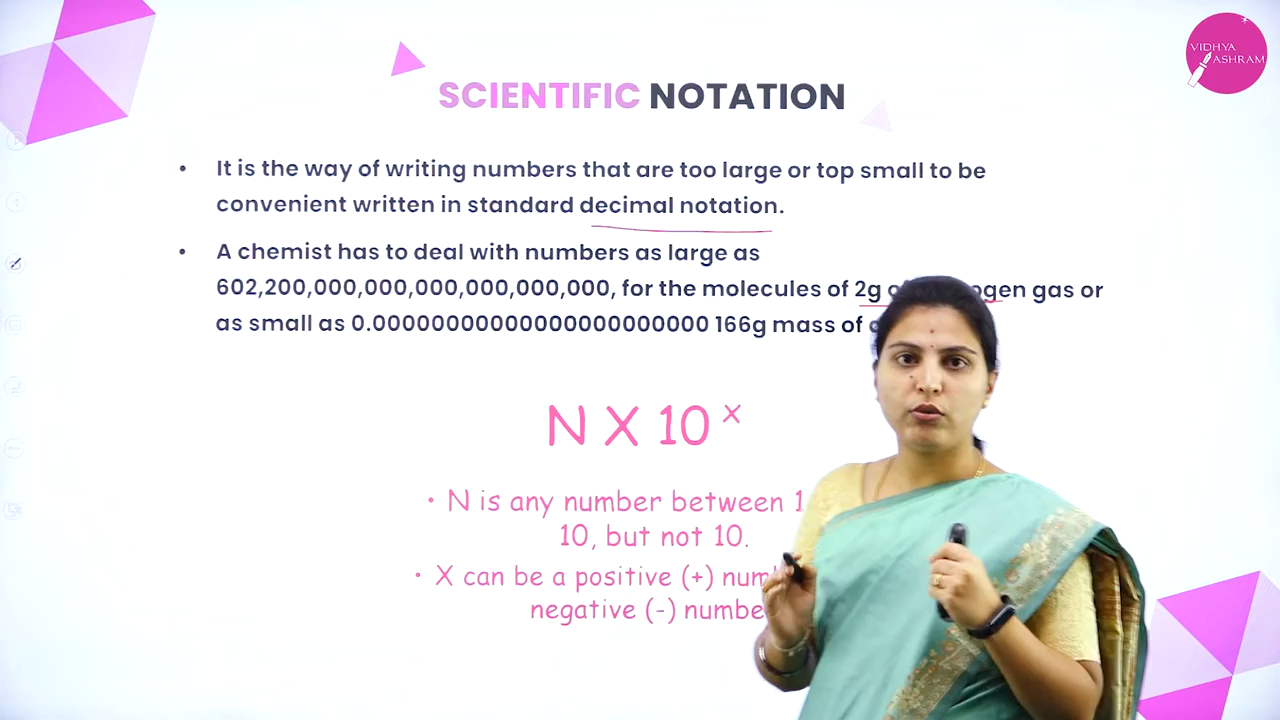 VIDHYA
ASHRAM
SCIENTIFIC NOTATION
• It is the way of writing numbers that are too large or top small to be
convenient written in standard decimal notation.
• A chemist has to deal with numbers as large as
602,200,000,000,000,000,000,000, for the molecules of 2g gas or
as small as 0.00000000000000000000000 166g mass of
N X 10 x
• N is any number between 1
10, but not 10.
• X can be a positive (+)
negative (-)